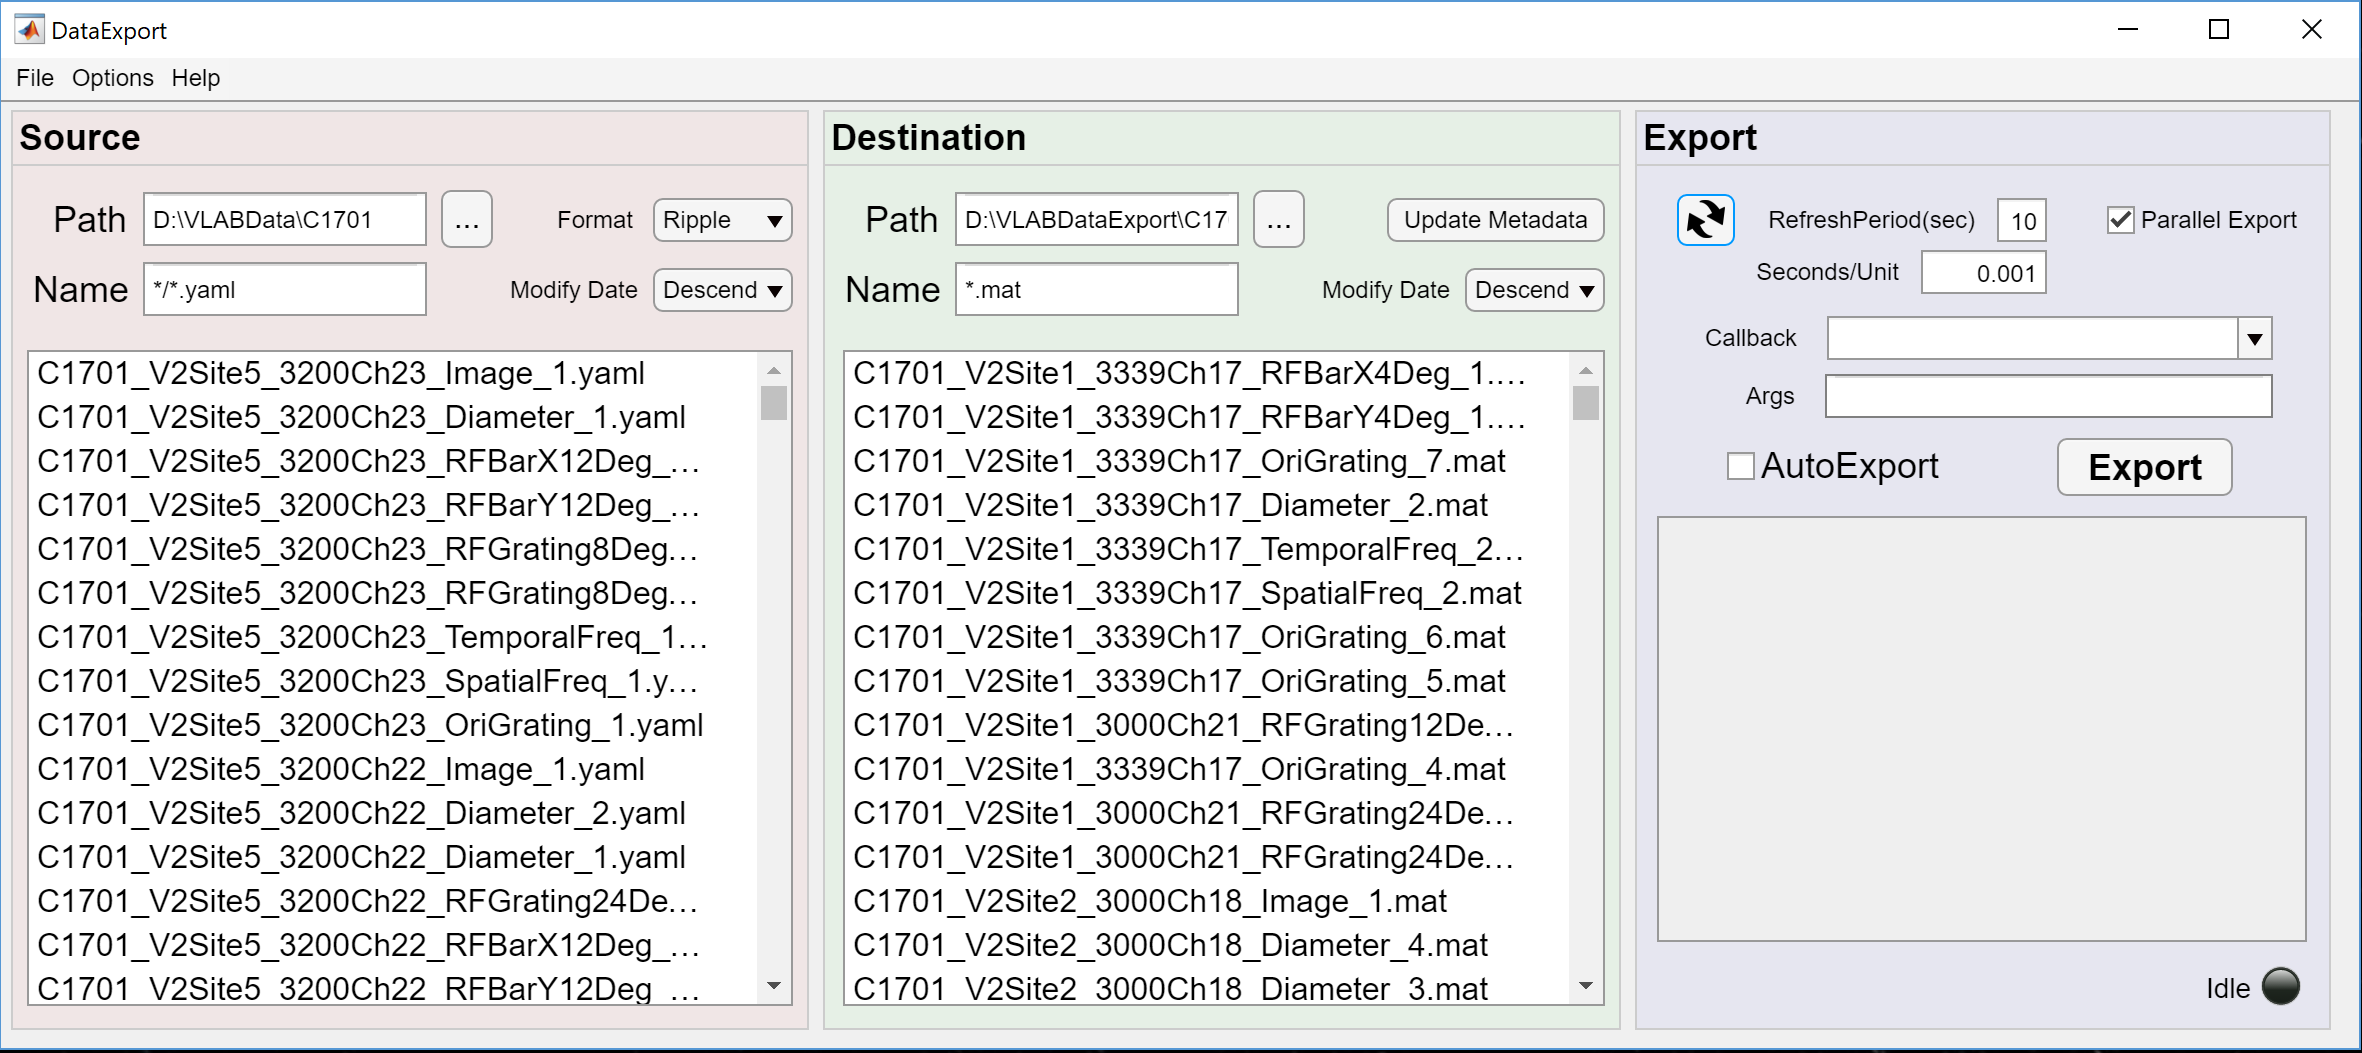 DataExport
File Options Help
Source
Path D:\VLABData\C1701 ... Format Ripple
Name */*.yaml Modify Date Descend
C1701_V2Site5_3200Ch23_Image_1.yaml
C1701_V2Site5_3200Ch23_Diameter_1.yaml
C1701_V2Site5_3200Ch23_RFBarX12Deg_...
C1701_V2Site5_3200Ch23_RFBarY12Deg_...
C1701_V2Site5_3200Ch23_RFGrating8Deg...
C1701_V2Site5_3200Ch23_RFGrating8Deg...
C1701_V2Site5_3200Ch23_TemporalFreq_1...
C1701_V2Site5_3200Ch23_SpatialFreq_1.y...
C1701_V2Site5_3200Ch23_OriGrating_1.yaml
C1701_V2Site5_3200Ch22_Image_1.yaml
C1701_V2Site5_3200Ch22_Diameter_2.yaml
C1701_V2Site5_3200Ch22_Diameter_1.yaml
C1701_V2Site5_3200Ch22_RFGrating24De...
C1701_V2Site5_3200Ch22_RFBarX12Deg_...
C1701_V2Site5_3200Ch22_RFBarY12Deg_...
Destination
Path D:\VLABDataExport\C17 ... Update Metadata
Name *.mat Modify Date Descend
C1701_V2Site1_3339Ch17_RFBarX4Deg_1....
C1701_V2Site1_3339Ch17_RFBarY4Deg_1....
C1701_V2Site1_3339Ch17_OriGrating_7.mat
C1701_V2Site1_3339Ch17_Diameter_2.mat
C1701_V2Site1_3339Ch17_TemporalFreq_2...
C1701_V2Site1_3339Ch17_SpatialFreq_2.mat
C1701_V2Site1_3339Ch17_OriGrating_6.mat
C1701_V2Site1_3339Ch17_OriGrating_5.mat
C1701_V2Site1_3000Ch21_RFGrating12De...
C1701_V2Site1_3339Ch17_OriGrating_4.mat
C1701_V2Site1_3000Ch21_RFGrating24De...
C1701_V2Site1_3000Ch21_RFGrating24De...
C1701_V2Site2_3000Ch18_Image_1.mat
C1701_V2Site2_3000Ch18_Diameter_4.mat
C1701_V2Site2_3000Ch18_Diameter_3.mat
Export
RefreshPeriod(sec) 10 Parallel Export
Seconds/Unit 0.001
Callback
Args
AutoExport Export
Idle